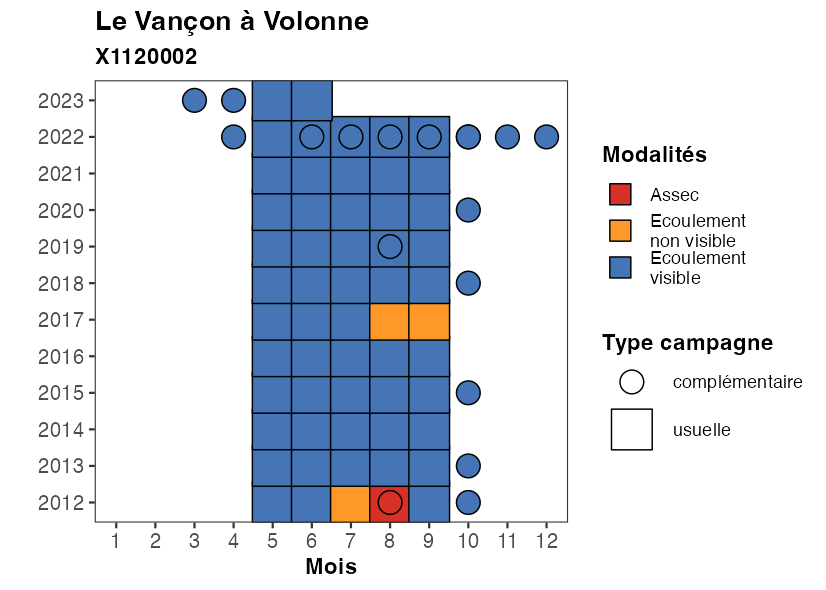 Le Vançon à Volonne
X1120002
2023
2022
2021
2020
2019
2018
2017
2016
2015
2014
2013
2012
1 2 3 4 5 6 7 8 9 10 11 12
Mois
Modalités
Assec
Ecoulement
non visible
Ecoulement
visible
Type campagne
complémentaire
usuelle